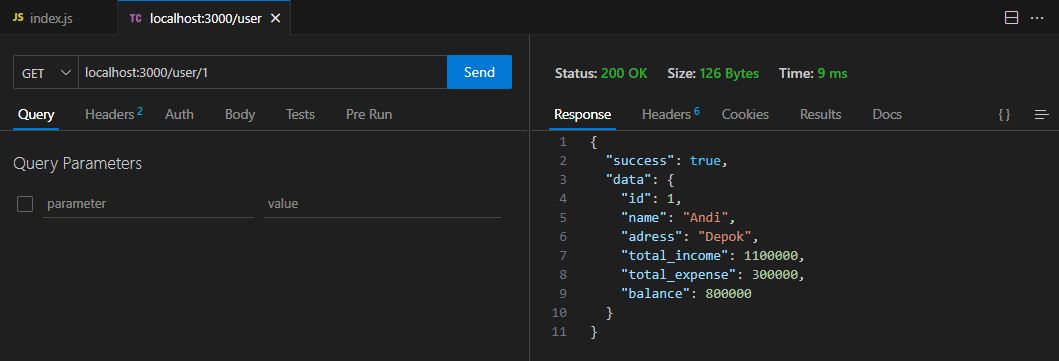 JS index.js
TC localhost:3000/user
GET localhost:3000/user/1 Send
Query Headers 2 Auth Body Tests Pre Run
Query Parameters
parameter value
Status: 200 OK Size: 126 Bytes Time: 9 ms
Response Headers 6 Cookies Results Docs {}
1 {
2 "success": true,
3 "data": {
4 "id": 1,
5 "name": "Andi",
6 "adress": "Depok",
7 "total_income": 1100000,
8 "total_expense": 300000,
9 "balance": 800000
10 }
11 }